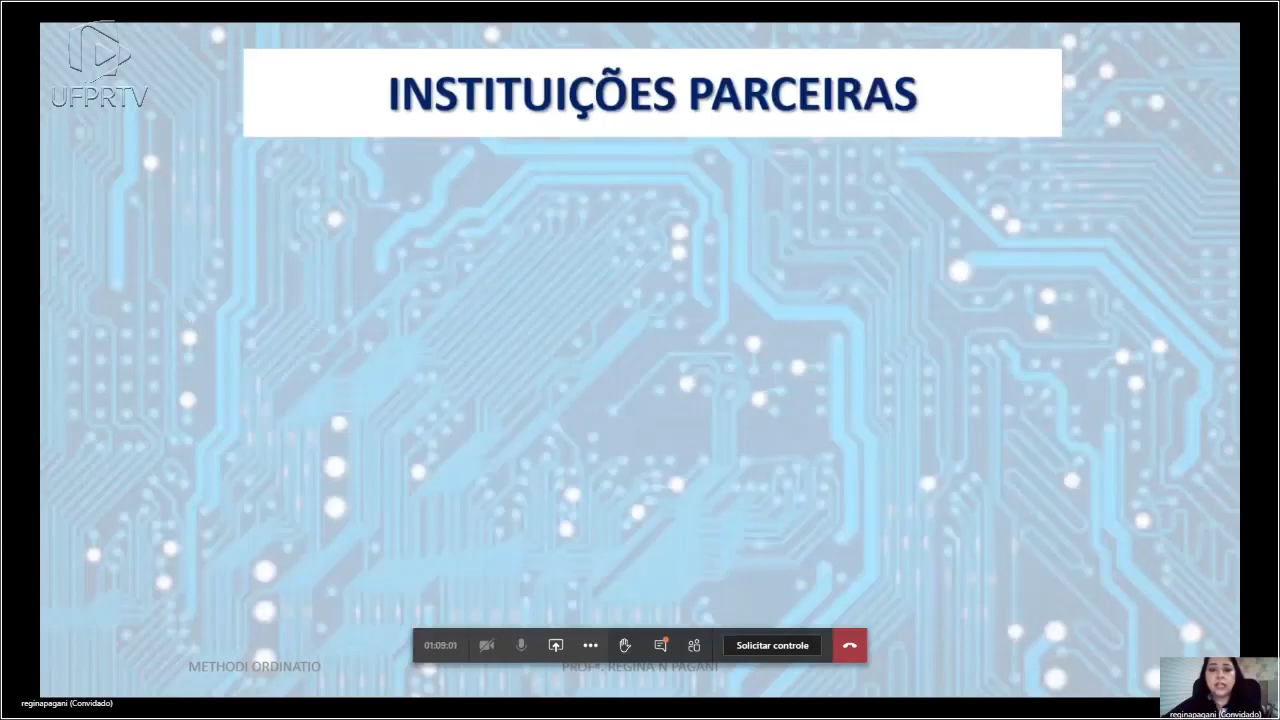 UFPRTV
INSTITUIÇÕES PARCEIRAS
01:09:01
Solicitar controle
METHODI ORDINATIO
PROFª. REGINA N PAGANI
reginapagani (Convidado)
reginapagani (Convidado)